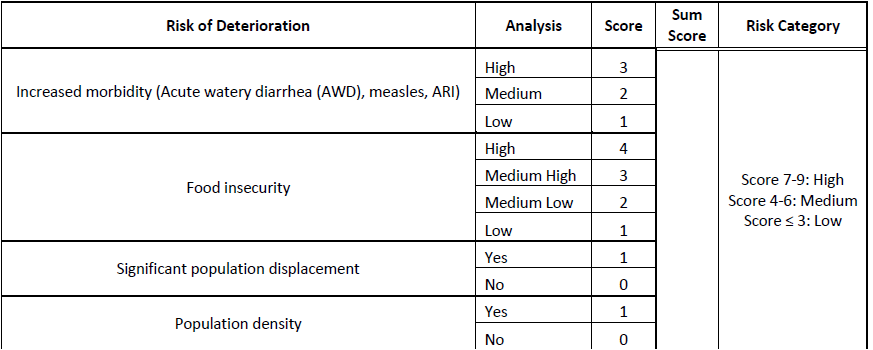 Risk of Deterioration Analysis Score Sum Score Risk Category
Increased morbidity (Acute watery diarrhea (AWD), measles, ARI)
High 3
Medium 2
Low 1
Food insecurity
High 4
Medium High 3
Medium Low 2
Low 1
Significant population displacement
Yes 1
No 0
Population density
Yes 1
No 0
Score 7-9: High
Score 4-6: Medium
Score ≤ 3: Low